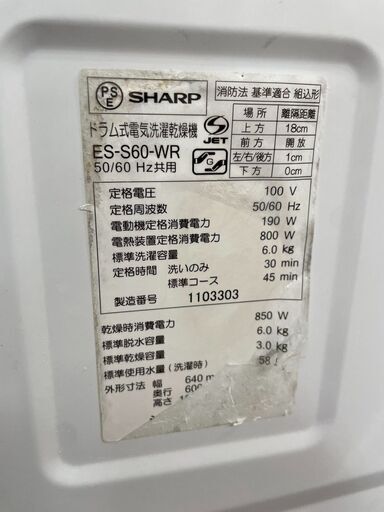 PS
E
SHARP
ドラム式電気洗濯乾燥機
ES-S60-WR
50/60 Hz共用
S
JET
消防法 基準適合 組込形
場所 離隔距離
上方 18cm
前方 開放
左/右/後方 1cm
下方 0cm
定格電圧 100 V
定格周波数 50/60 Hz
電動機定格消費電力 190 W
電熱装置定格消費電力 800 W
標準洗濯容量 6.0 kg
定格時間 洗いのみ 30 min
標準コース 45 min
製造番号 1103303
乾燥時消費電力 850 W
標準脱水容量 6.0 kg
標準乾燥容量 3.0 kg
標準使用水量(洗濯時) 58
外形寸法 幅 640 m
奥行 600
高さ